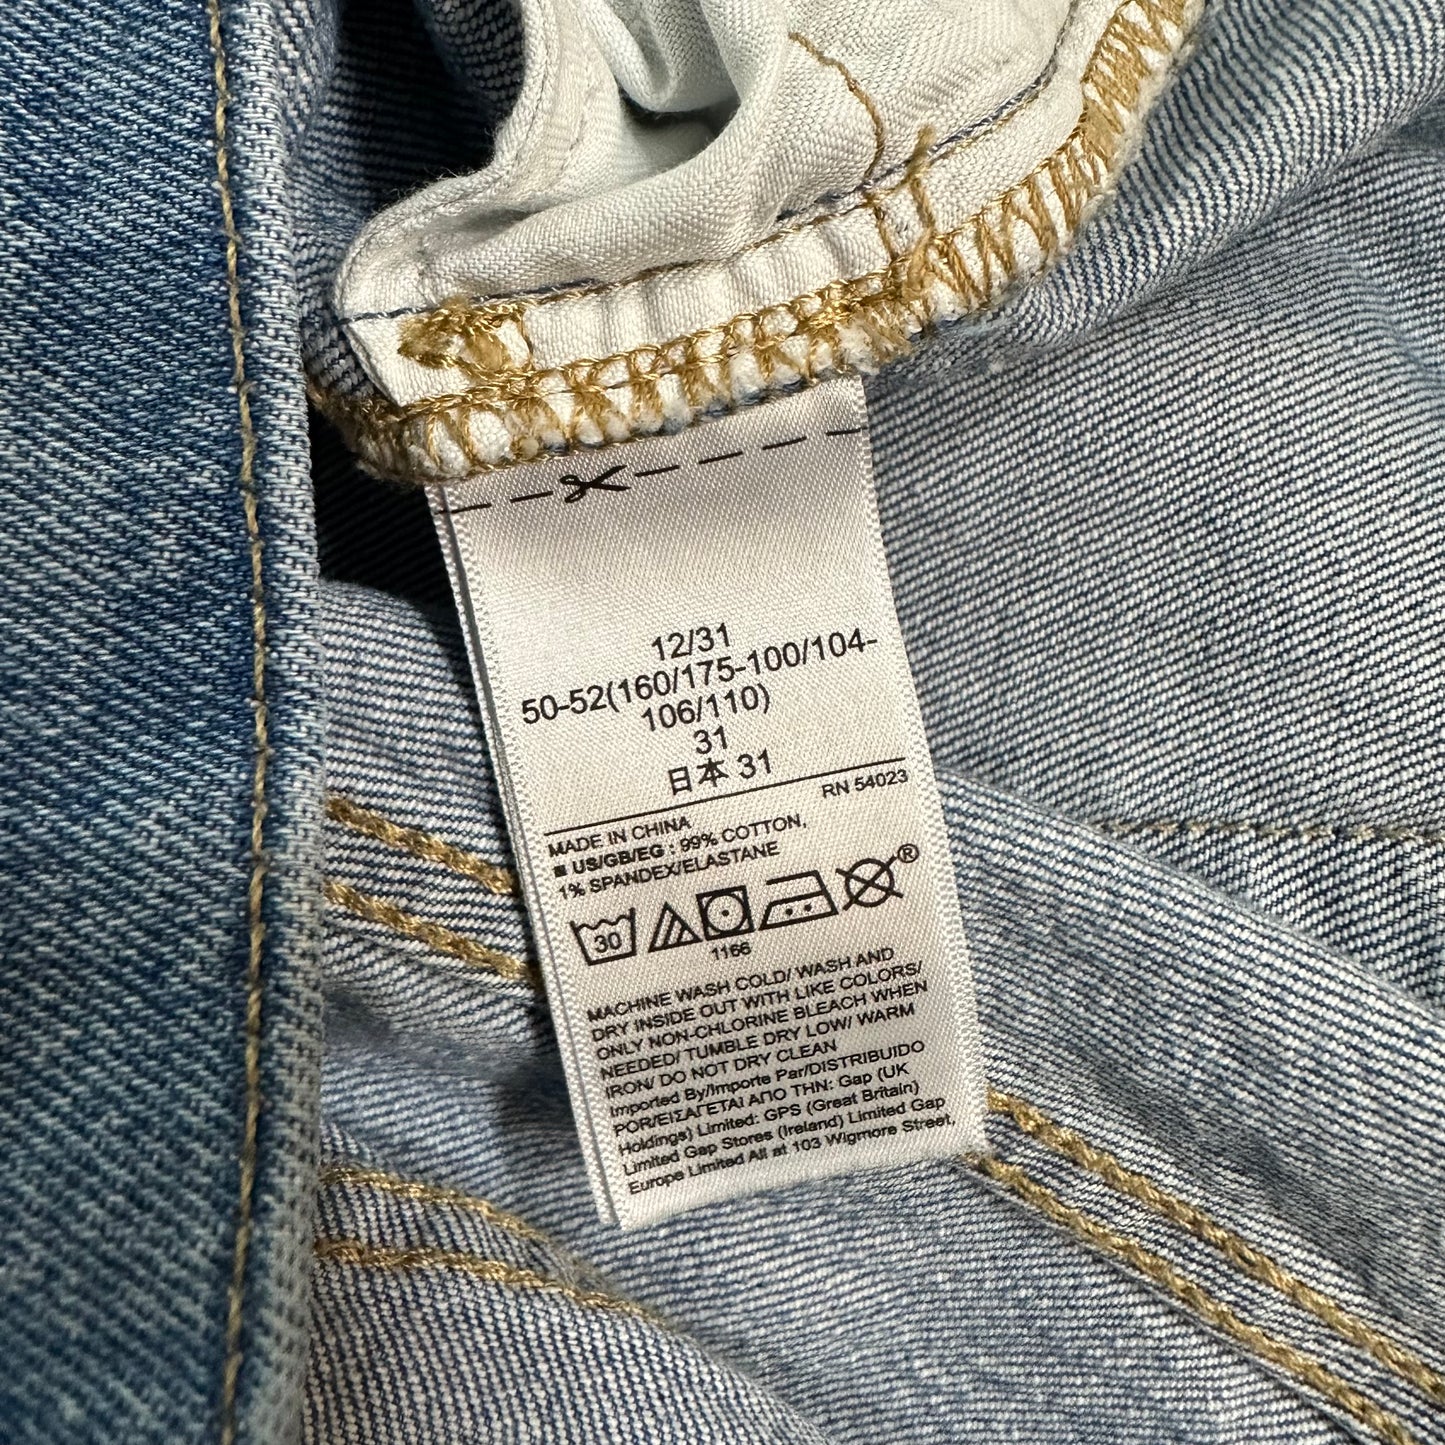 12/31
50-52(160/175-100/104-
106/110)
31
日本 31
RN 54023
MADE IN CHINA
■ US/GB/EG : 99% COTTON,
1% SPANDEX/ELASTANE
30
®
1166
MACHINE WASH COLD/ WASH AND
DRY INSIDE OUT WITH LIKE COLORS/
ONLY NON-CHLORINE BLEACH WHEN
NEEDED/ TUMBLE DRY LOW/ WARM
IRON/ DO NOT DRY CLEAN
Imported By/Importe Par/DISTRIBUIDO
POR/ΕΙΣΑΓΕΤΑΙ ΑΠΟ ΤΗΝ: Gap (UK
Holdings) Limited: GPS (Great Britain)
Limited Gap Stores (Ireland) Limited Gap
Europe Limited All at 103 Wigmore Street,